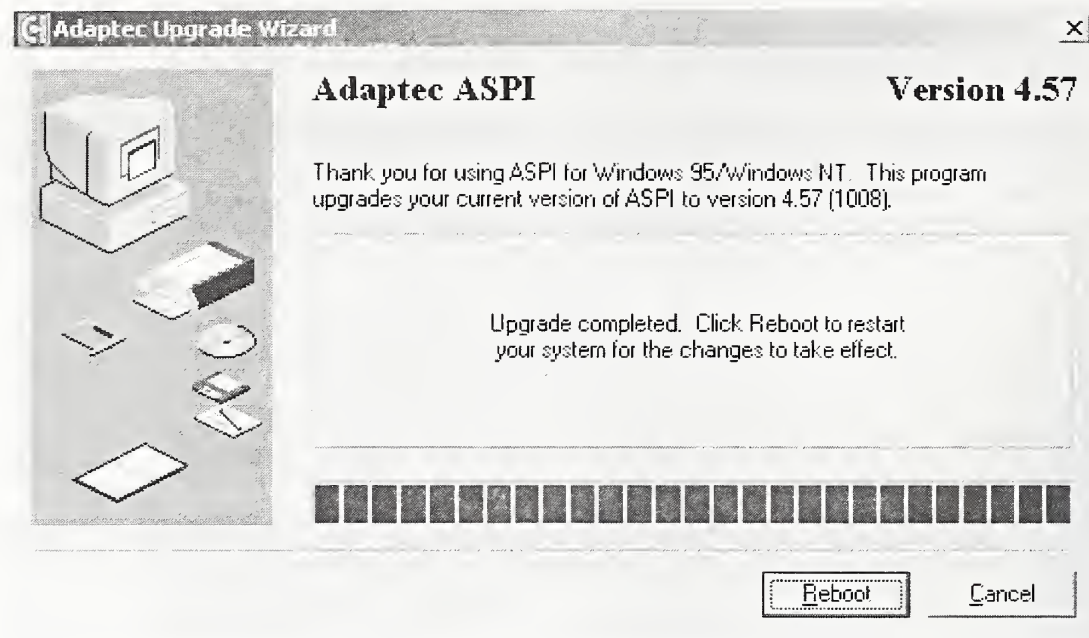 Adaptec Upgrade Wizard
Adaptec ASPI Version 4.57
Thank you for using ASPI for Windows 95/Windows NT. This program
upgrades your current version of ASPI to version 4.57 (1008).
Upgrade completed. Click Reboot to restart
your system for the changes to take effect.
Reboot Cancel